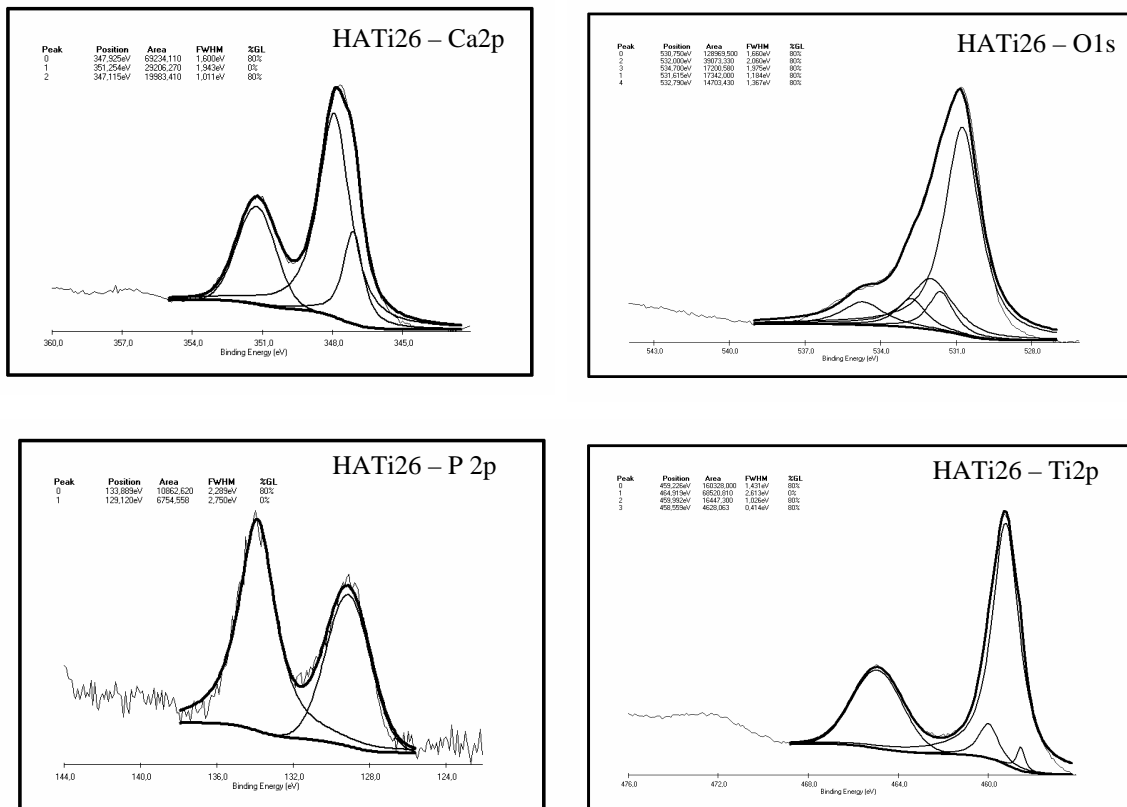 HATi26 – Ca2p
Peak Position Area FWHM %GL
0 347,925eV 69234,110 1,600eV 80%
1 351,254eV 29206,270 1,943eV 0%
2 347,115eV 19983,410 1,011eV 80%
360,0 357,0 354,0 351,0 348,0 345,0
Binding Energy (eV)
HATi26 – O1s
Peak Position Area FWHM %GL
0 530,750eV 128969,500 1,660eV 80%
2 532,000eV 39073,330 2,060eV 80%
3 534,700eV 17200,580 1,975eV 80%
1 531,615eV 17342,000 1,184eV 80%
4 532,790eV 14703,430 1,367eV 80%
543,0 540,0 537,0 534,0 531,0 528,0
Binding Energy (eV)
HATi26 – P 2p
Peak Position Area FWHM %GL
0 133,889eV 10862,620 2,289eV 80%
1 129,120eV 6754,558 2,750eV 0%
144,0 140,0 136,0 132,0 128,0 124,0
Binding Energy (eV)
HATi26 – Ti2p
Peak Position Area FWHM %GL
0 459,226eV 160328,000 1,431eV 80%
1 464,919eV 68520,810 2,613eV 0%
2 459,992eV 16447,300 1,026eV 80%
3 458,559eV 4628,063 0,414eV 80%
476,0 472,0 468,0 464,0 460,0
Binding Energy (eV)